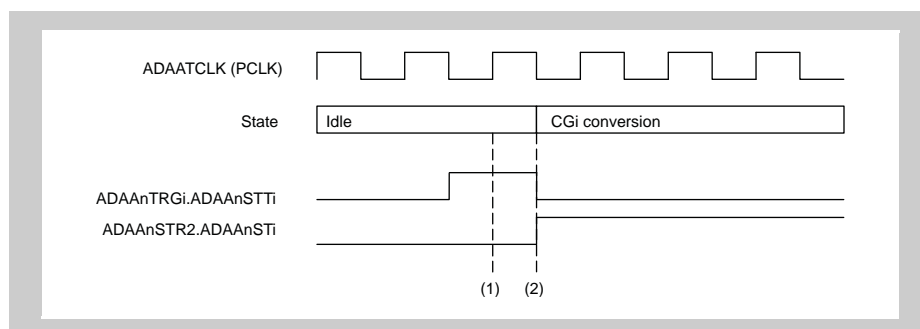 ADAATCLK (PCLK)
State Idle CGi conversion
ADAAnTRGi.ADAAnSTTi
ADAAnSTR2.ADAAnSTi
(1) (2)